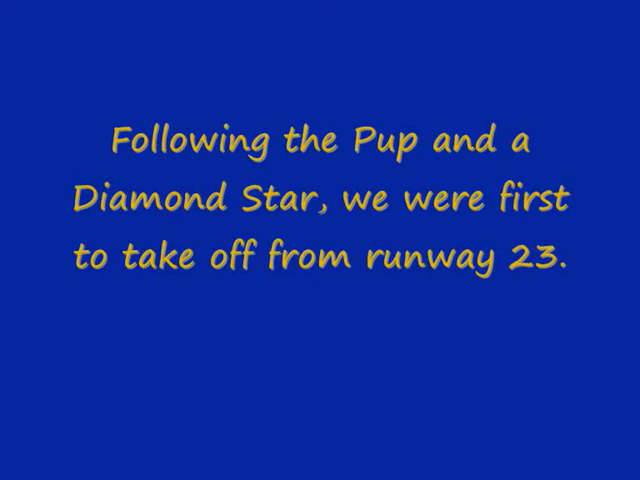 Following the Pup and a
Diamond Star, we were first
to take off from runway 23.